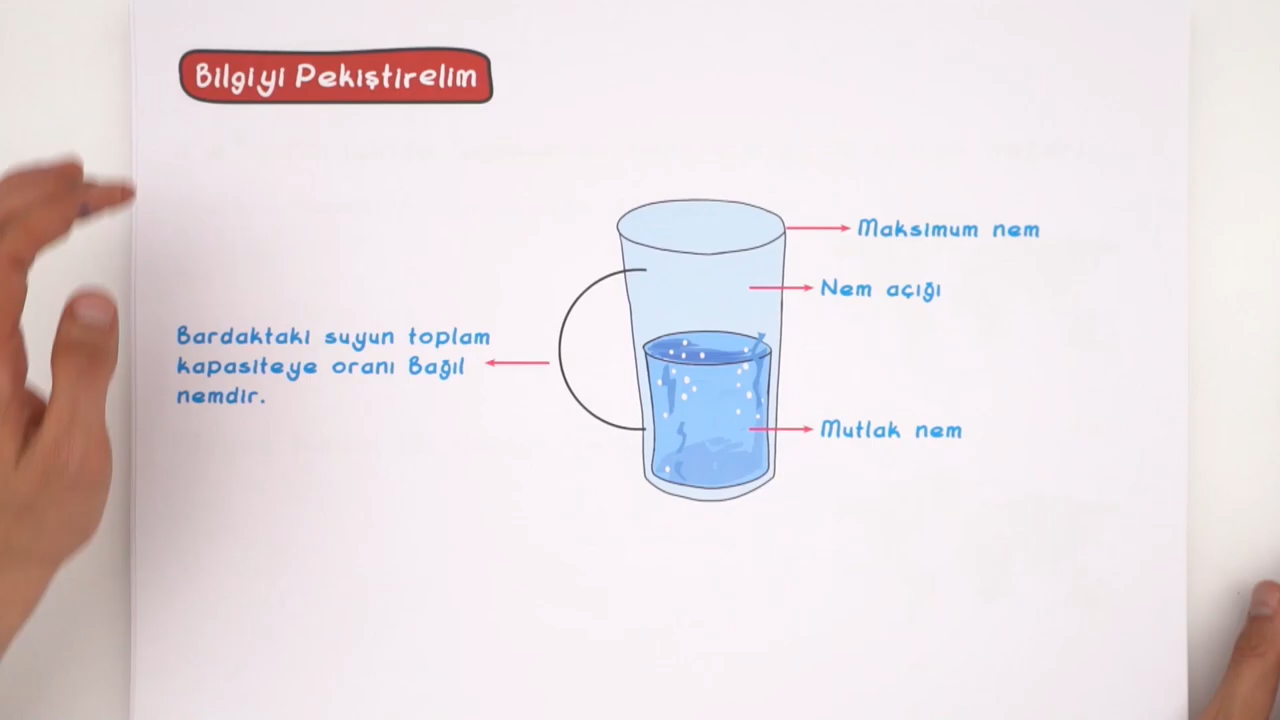 Bilgiyi Pekiştirelim
Maksimum nem
Nem açığı
Bardaktaki suyun toplam
kapasiteye oranı Bağıl
nemdir.
Mutlak nem